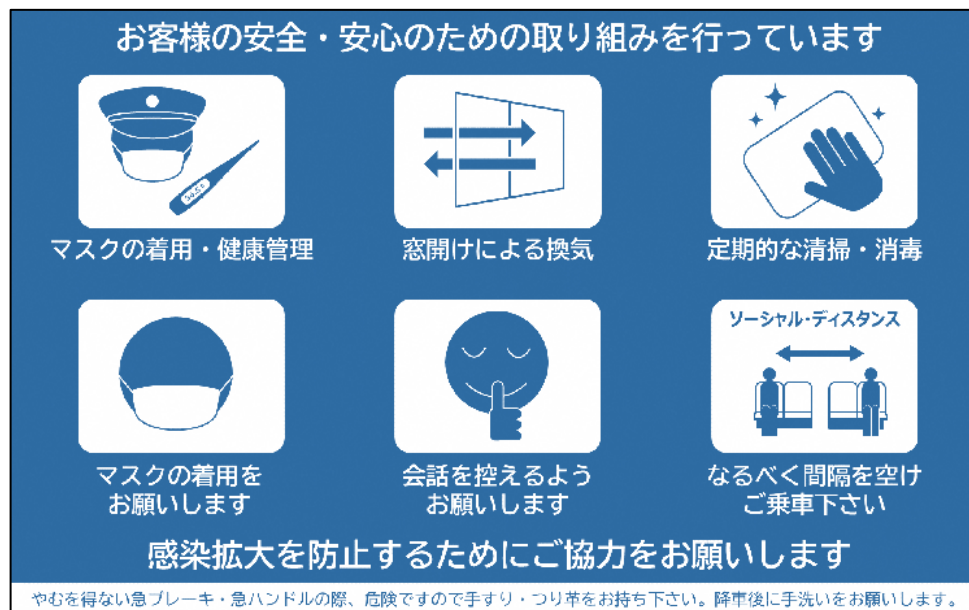 お客様の安全・安心のための取り組みを行っています
マスクの着用・健康管理
窓開けによる換気
定期的な清掃・消毒
ソーシャル・ディスタンス
マスクの着用を
お願いします
会話を控えるよう
お願いします
なるべく間隔を空け
ご乗車下さい
感染拡大を防止するためにご協力をお願いします
やむを得ない急ブレーキ・急ハンドルの際、危険ですので手すり・つり革をお持ち下さい。降車後に手洗いをお願いします。